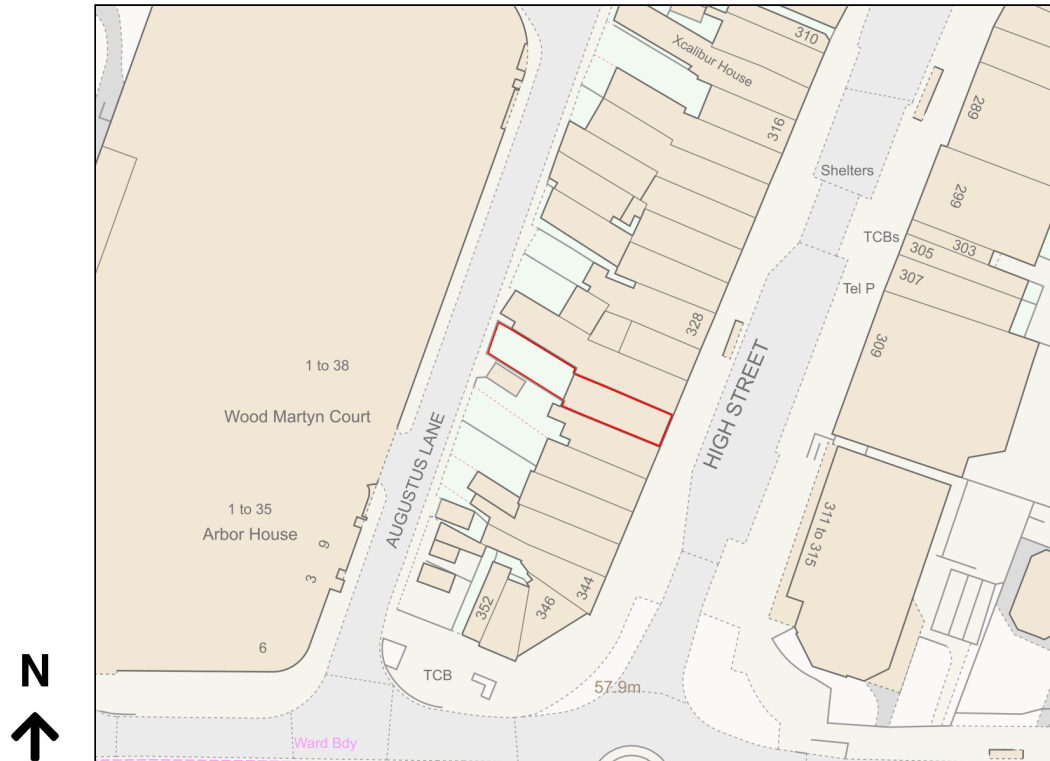 310
Xcalibur House
316
289
Shelters
299
TCBs
303
305
307
Tel P
328
309
HIGH STREET
1 to 38
Wood Martyn Court
AUGUSTUS LANE
1 to 35
Arbor House
9
3
311 to 315
344
346
352
6
N
TCB
57.9m
Ward Bdy